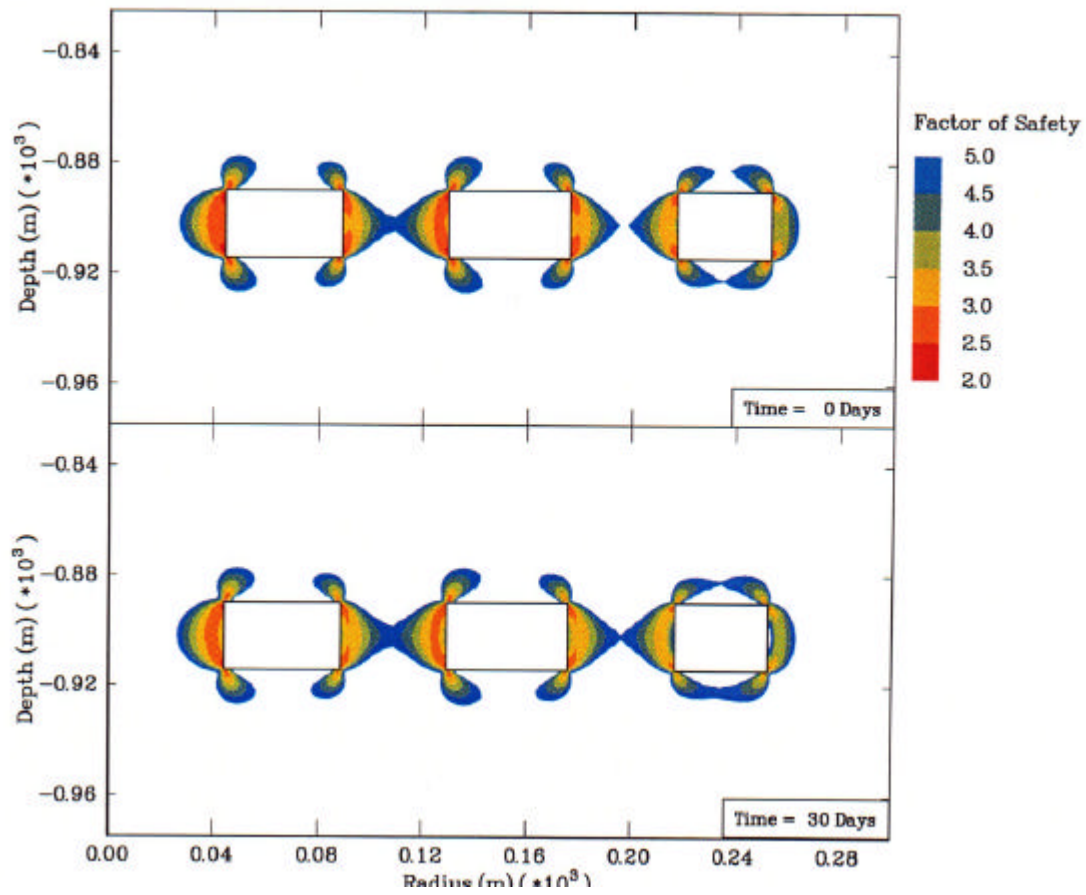 Factor of Safety
5.0
4.5
4.0
3.5
3.0
2.5
2.0
Depth (m) ( *10³ )
−0.84
−0.88
−0.92
−0.96
Time = 0 Days
Depth (m) ( *10³ )
−0.84
−0.88
−0.92
−0.96
Time = 30 Days
0.00 0.04 0.08 0.12 0.16 0.20 0.24 0.28
Radius (m) ( *10³ )